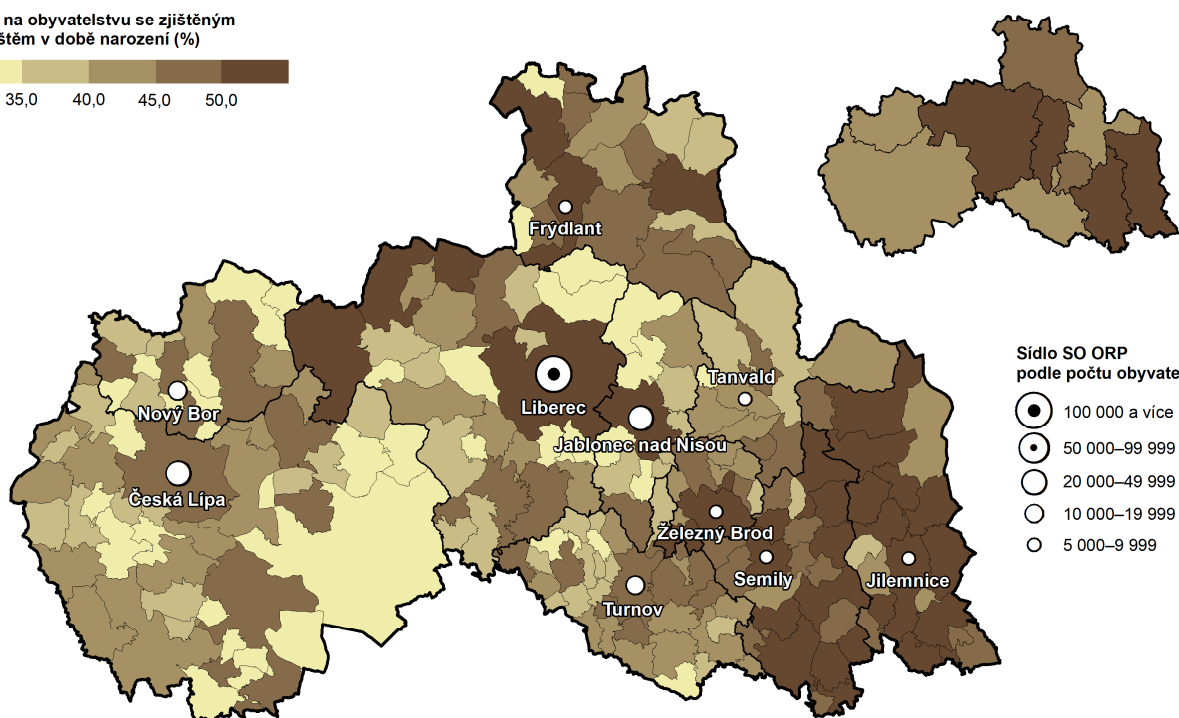 na obyvatelstvu se zjištěným
v době narození (%)
35,0 40,0 45,0 50,0
Frýdlant
Tanvald
Liberec
Nový Bor
Jablonec nad Nisou
Česká Lípa
Železný Brod
Semily
Jilemnice
Turnov
Sídlo SO ORP
podle počtu obyvate
100 000 a více
50 000–99 999
20 000–49 999
10 000–19 999
5 000–9 999